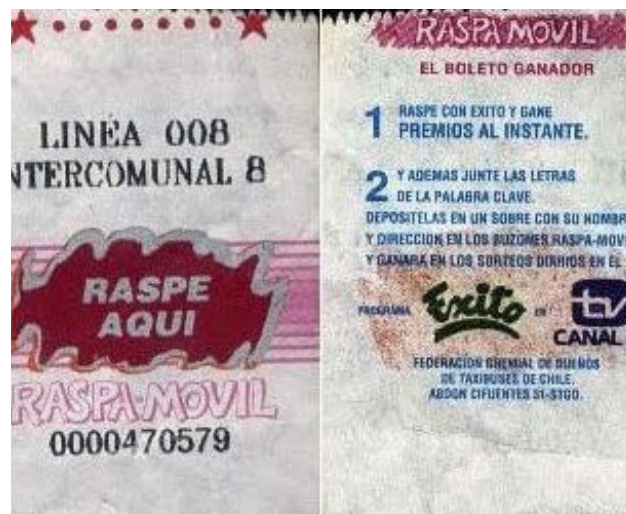 LINEA 008
NTERCOMUNAL 8
RASPE
AQUI
RASPA-MOVIL
0000470579
RASPA MOVIL
EL BOLETO GANADOR
1 RASPE CON EXITO Y GANE
PREMIOS AL INSTANTE.
2 Y ADEMAS JUNTE LAS LETRAS
DE LA PALABRA CLAVE.
DEPOSITELAS EN UN SOBRE CON SU NOMBR
Y DIRECCION EN LOS BUZONES RASPA-MOVI
Y GANARA EN LOS SORTEOS DIARIOS EN EL
PROGRAMA Exito EN tv
CANAL
FEDERACION GREMIAL DE DUEÑOS
DE TAXIBUSES DE CHILE.
ABDON CIFUENTES 51-STGO.